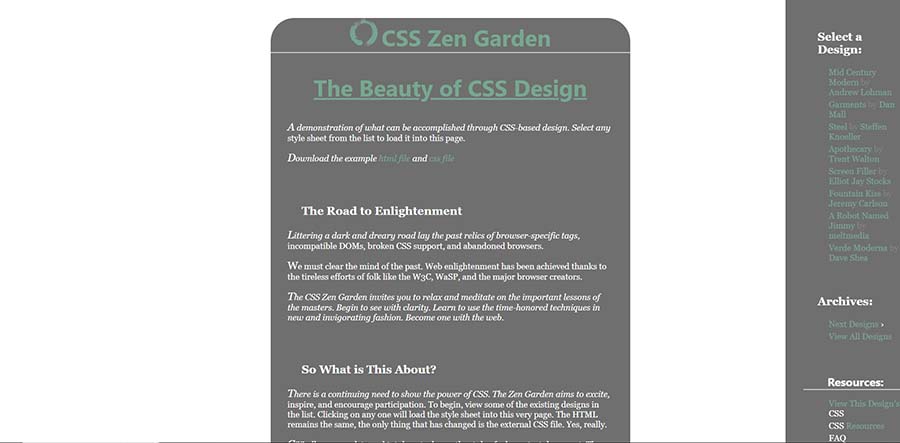 CSS Zen Garden
The Beauty of CSS Design
A demonstration of what can be accomplished through CSS-based design. Select any
style sheet from the list to load it into this page.
Download the example html file and css file
The Road to Enlightenment
Littering a dark and dreary road lay the past relics of browser-specific tags,
incompatible DOMs, broken CSS support, and abandoned browsers.
We must clear the mind of the past. Web enlightenment has been achieved thanks to
the tireless efforts of folk like the W3C, WaSP, and the major browser creators.
The CSS Zen Garden invites you to relax and meditate on the important lessons of
the masters. Begin to see with clarity. Learn to use the time-honored techniques in
new and invigorating fashion. Become one with the web.
So What is This About?
There is a continuing need to show the power of CSS. The Zen Garden aims to excite,
inspire, and encourage participation. To begin, view some of the existing designs in
the list. Clicking on any one will load the style sheet into this very page. The HTML
remains the same, the only thing that has changed is the external CSS file. Yes, really.
Select a
Design:
Mid Century
Modern by
Andrew Lohman
Garments by Dan
Mall
Steel by Steffen
Knoeller
Apothecary by
Trent Walton
Screen Filler by
Elliot Jay Stocks
Fountain Kiss by
Jeremy Carlson
A Robot Named
Jimmy by
meltmedia
Verde Moderna by
Dave Shea
Archives:
Next Designs ›
View All Designs
Resources:
View This Design's
CSS
CSS Resources
FAQ